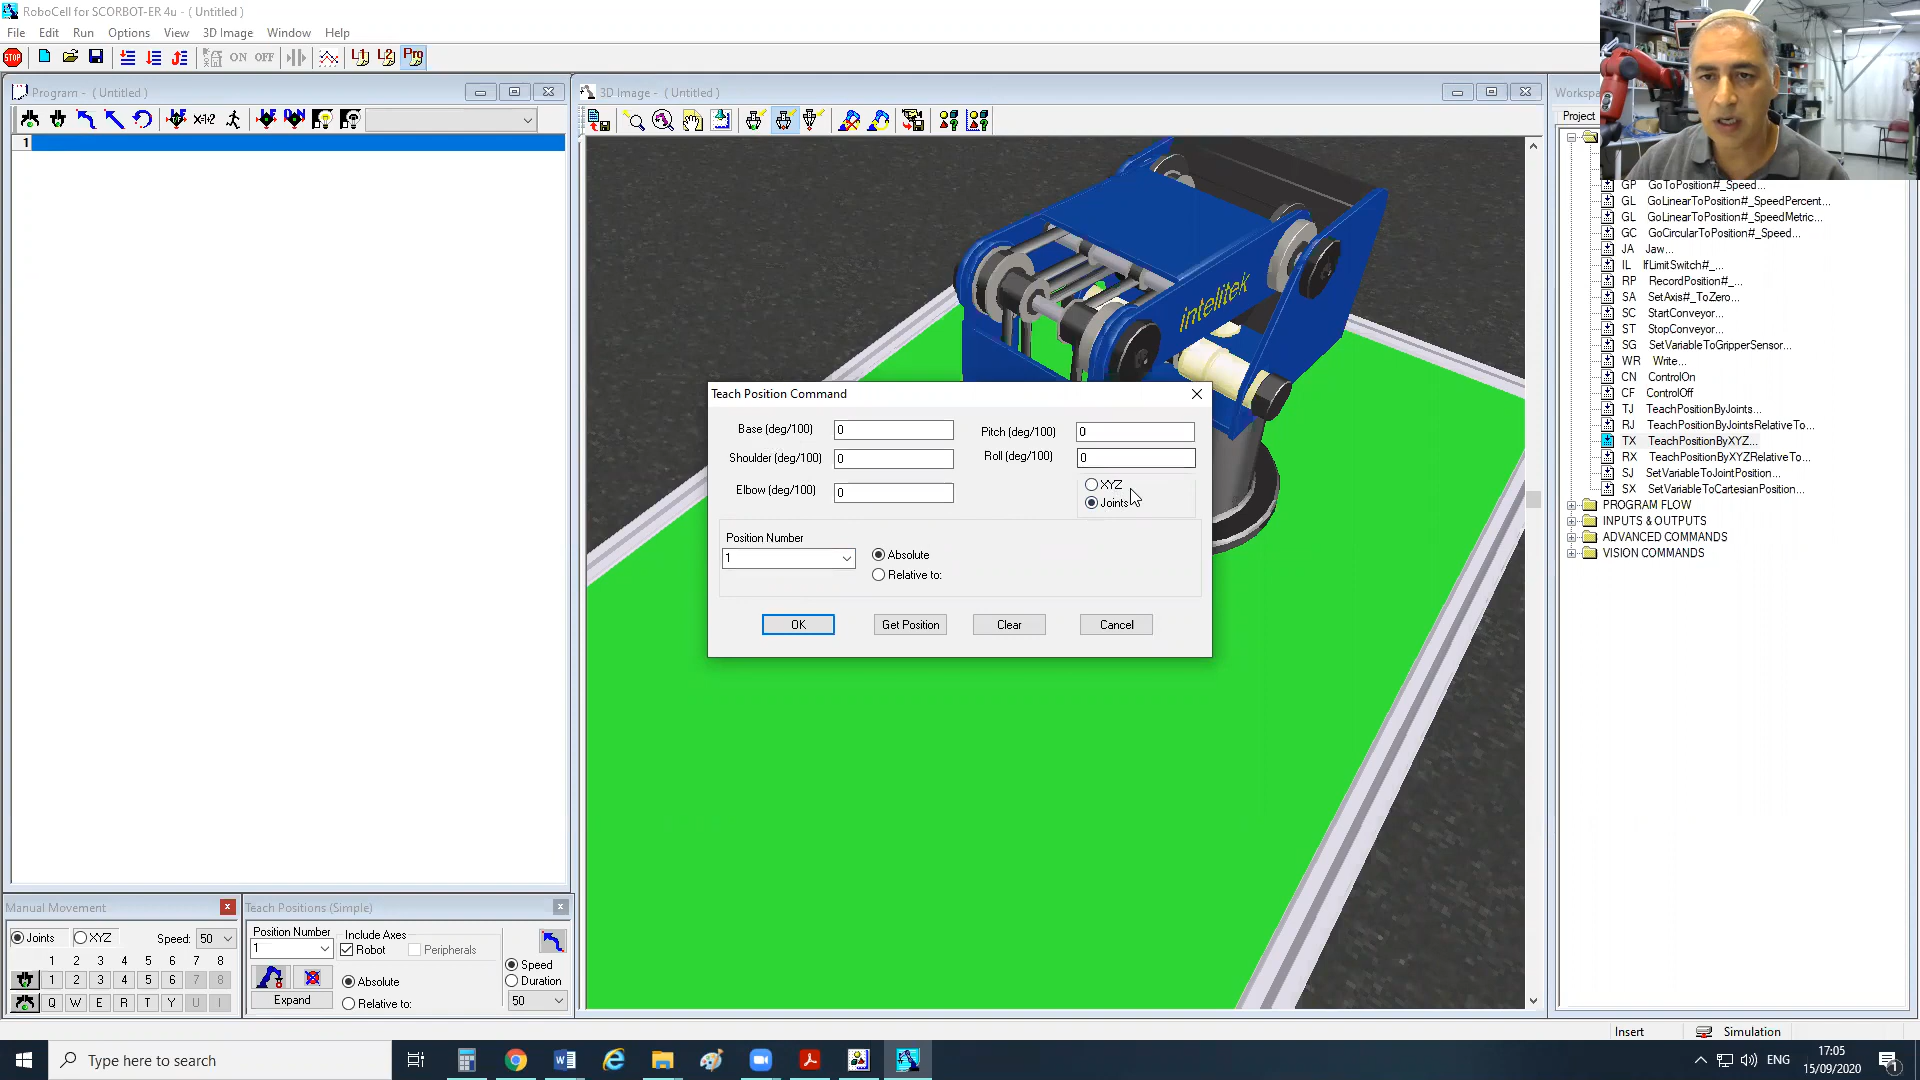 RoboCell for SCORBOT-ER 4u - ( Untitled )
File Edit Run Options View 3D Image Window Help
STOP ON OFF L1 L2 Pro
Program - ( Untitled )
3D Image - ( Untitled )
Project
1
GP GoToPosition#_Speed...
GL GoLinearToPosition#_SpeedPercent...
GL GoLinearToPosition#_SpeedMetric...
GC GoCircularToPosition#_Speed...
JA Jaw...
IL IfLimitSwitch#_...
RP RecordPosition#_...
SA SetAxis#_ToZero...
SC StartConveyor...
ST StopConveyor...
SG SetVariableToGripperSensor...
WR Write...
CN ControlOn
CF ControlOff
TJ TeachPositionByJoints...
RJ TeachPositionByJointsRelativeTo...
TX TeachPositionByXYZ...
RX TeachPositionByXYZRelativeTo...
SJ SetVariableToJointPosition...
SX SetVariableToCartesianPosition...
PROGRAM FLOW
INPUTS & OUTPUTS
ADVANCED COMMANDS
VISION COMMANDS
intelitek
Teach Position Command
Base (deg/100) 0 Pitch (deg/100) 0
Shoulder (deg/100) 0 Roll (deg/100) 0
Elbow (deg/100) 0 XYZ
Joints
Position Number
1 Absolute
Relative to:
OK Get Position Clear Cancel
Manual Movement
Joints XYZ Speed: 50
1 2 3 4 5 6 7 8
1 2 3 4 5 6 7 8
Q W E R T Y U I
Teach Positions (Simple)
Position Number Include Axes
1 Robot Peripherals
Speed
Absolute Duration
Expand Relative to: 50
Insert Simulation
Type here to search
ENG 17:05
15/09/2020
1